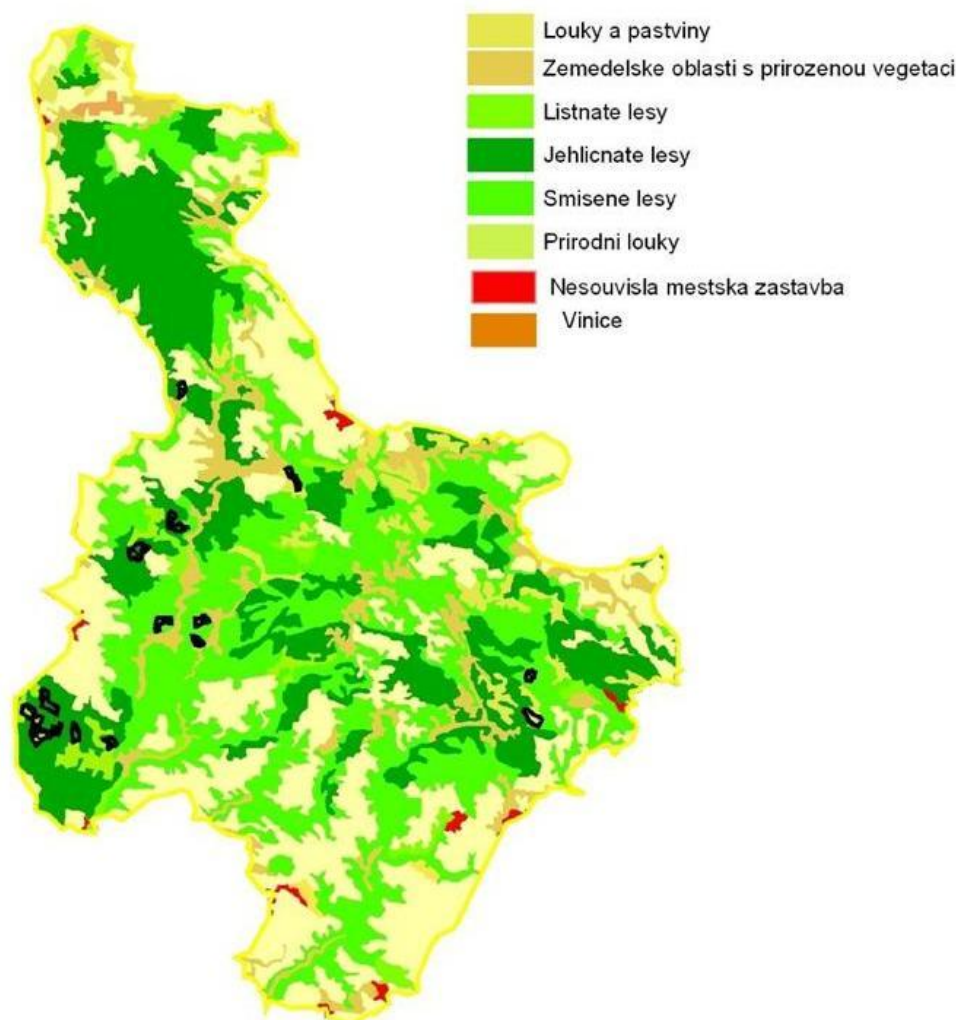 Louky a pastviny
Zemedelske oblasti s prirozenou vegetaci
Listnate lesy
Jehlicnate lesy
Smisene lesy
Prirodni louky
Nesouvisla mestska zastavba
Vinice